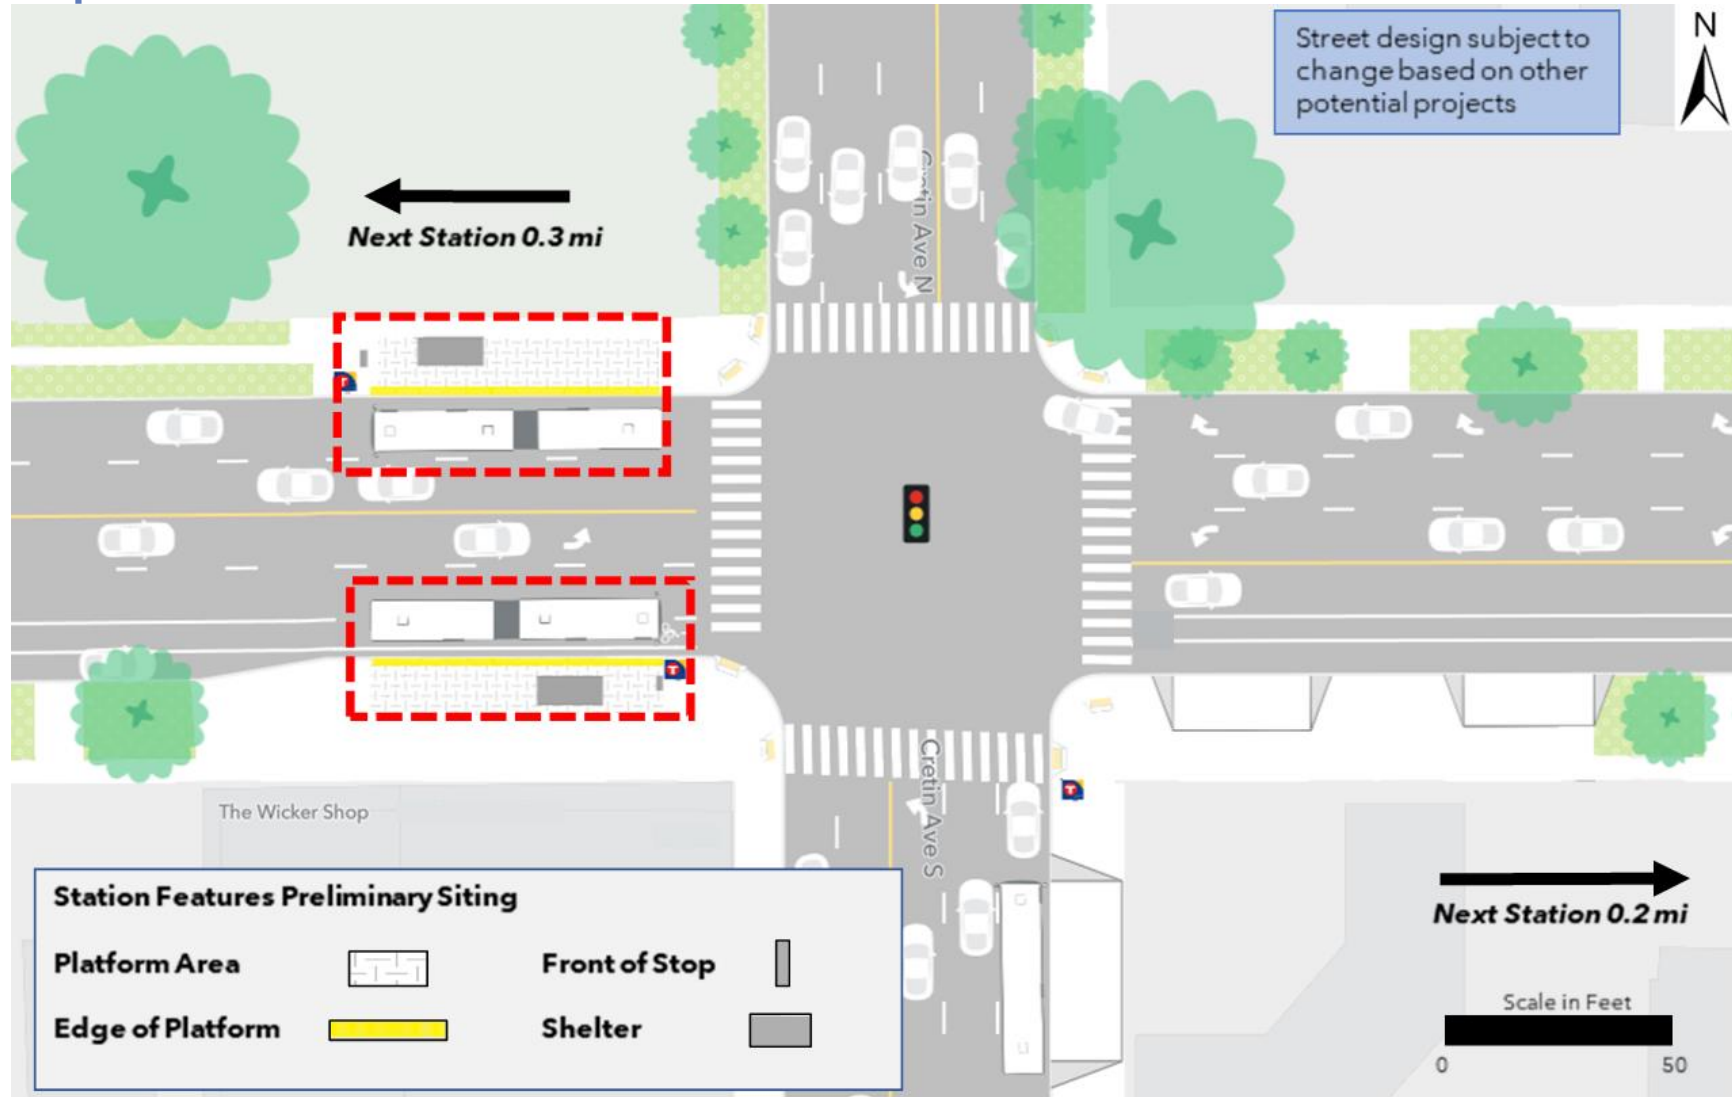 Street design subject to
change based on other
potential projects
N
Next Station 0.3 mi
Cretin Ave N
Cretin Ave S
The Wicker Shop
Station Features Preliminary Siting
Platform Area
Front of Stop
Edge of Platform
Shelter
Next Station 0.2 mi
Scale in Feet
0
50
T
T
T